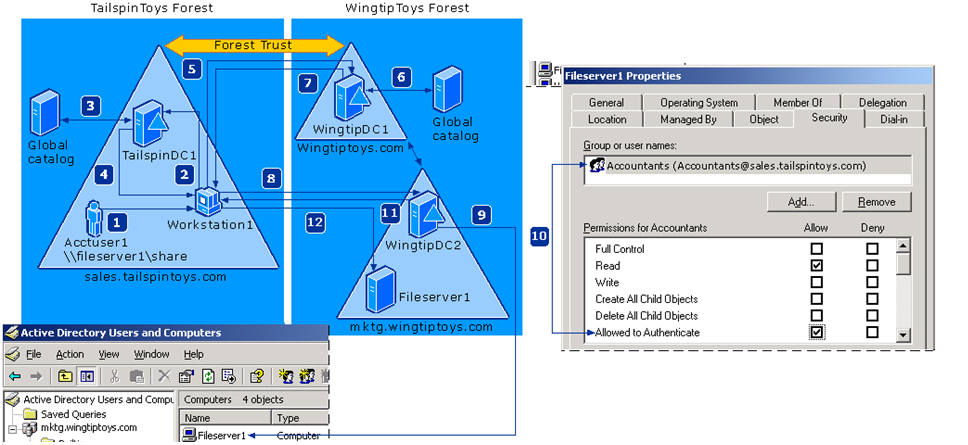 TailspinToys Forest
WingtipToys Forest
Forest Trust
5
7
6
3
Global
catalog
TailspinDC1
WingtipDC1
Wingtiptoys.com
Global
catalog
4
2
8
1
Workstation1
12
11
9
Acctuser1
\\fileserver1\share
WingtipDC2
sales.tailspintoys.com
Fileserver1
mktg.wingtiptoys.com
Active Directory Users and Computers
File Action View Window Help
Active Directory Users and Compu
Saved Queries
mktg.wingtiptoys.com
Computers 4 objects
Name Type
Fileserver1 Computer
Fileserver1 Properties
General Operating System Member Of Delegation
Location Managed By Object Security Dial-in
Group or user names:
Accountants (Accountants@sales.tailspintoys.com)
Add... Remove
10
Permissions for Accountants Allow Deny
Full Control
Read
Write
Create All Child Objects
Delete All Child Objects
Allowed to Authenticate